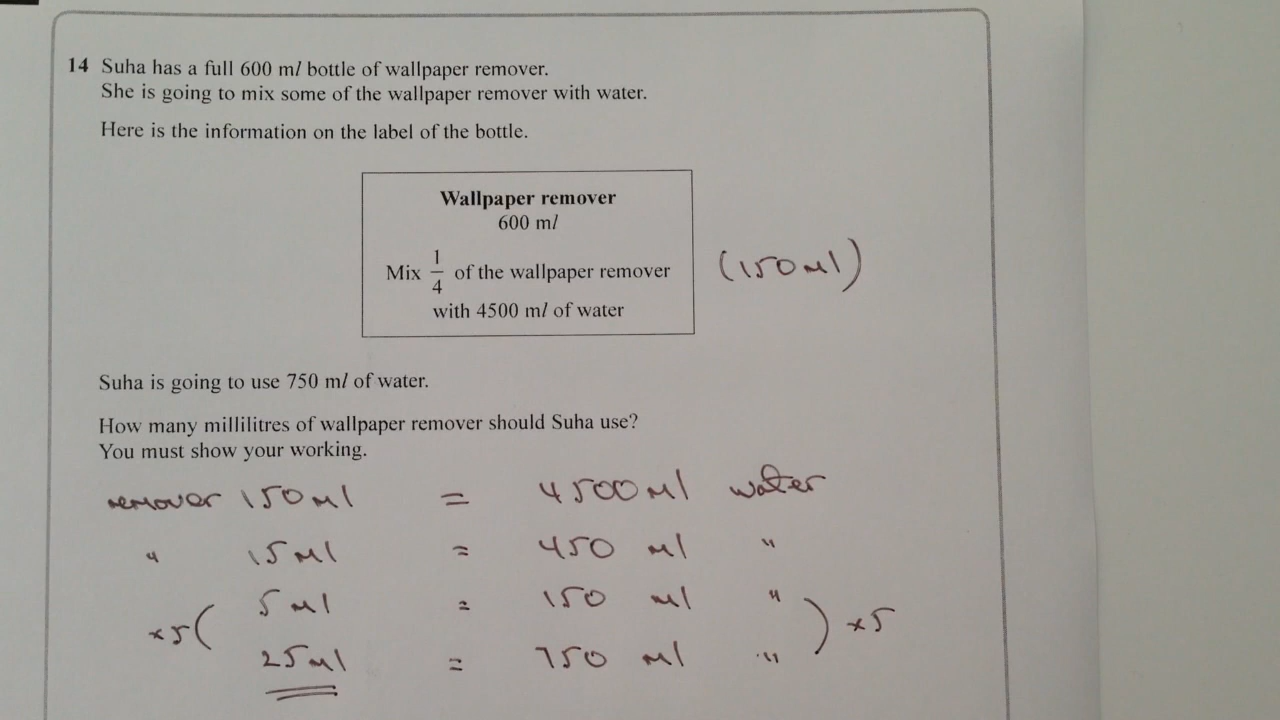 14 Suha has a full 600 ml bottle of wallpaper remover.
She is going to mix some of the wallpaper remover with water.
Here is the information on the label of the bottle.
Wallpaper remover
600 ml
Mix 1/4 of the wallpaper remover (150ml)
with 4500 ml of water
Suha is going to use 750 ml of water.
How many millilitres of wallpaper remover should Suha use?
You must show your working.
remover 150ml = 4500ml water
" 15ml = 450 ml "
5ml = 150 ml "
×5 ( ) ×5
25ml = 750 ml "